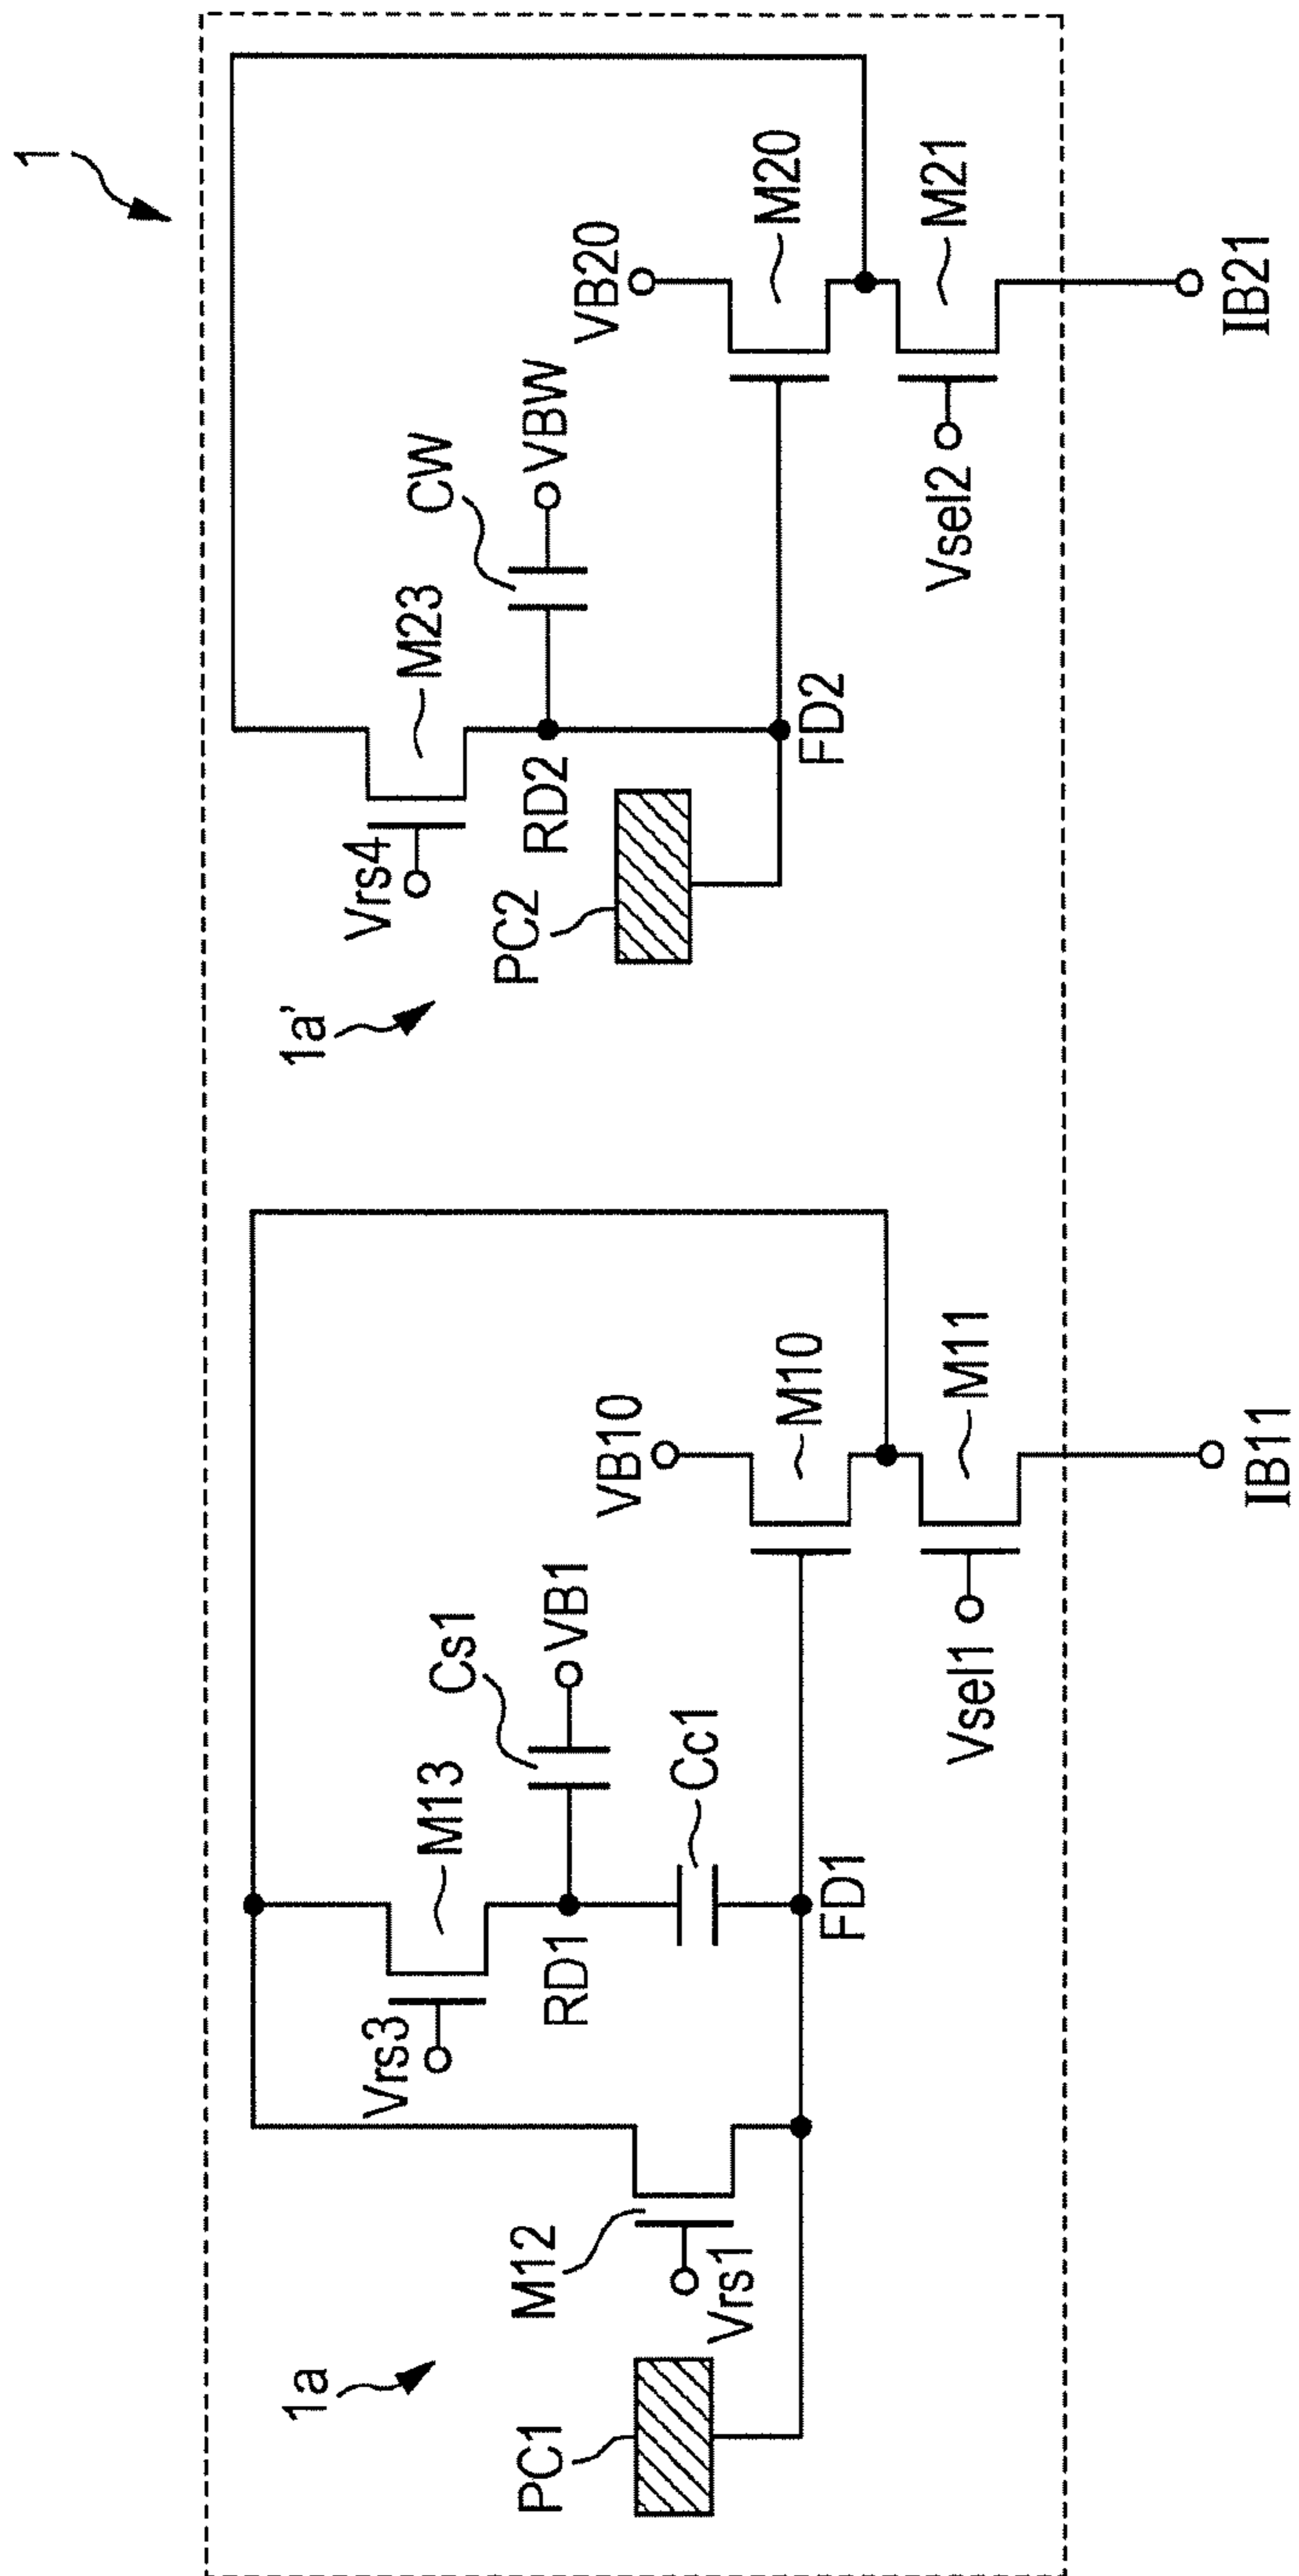 1
1a
PC1
M12
Vrs1
Vrs3
M13
RD1
Cs1
VB1
Cc1
FD1
VB10
M10
M11
Vsel1
IB11
1a'
PC2
Vrs4
M23
RD2
CW
VBW
FD2
VB20
M20
M21
Vsel2
IB21